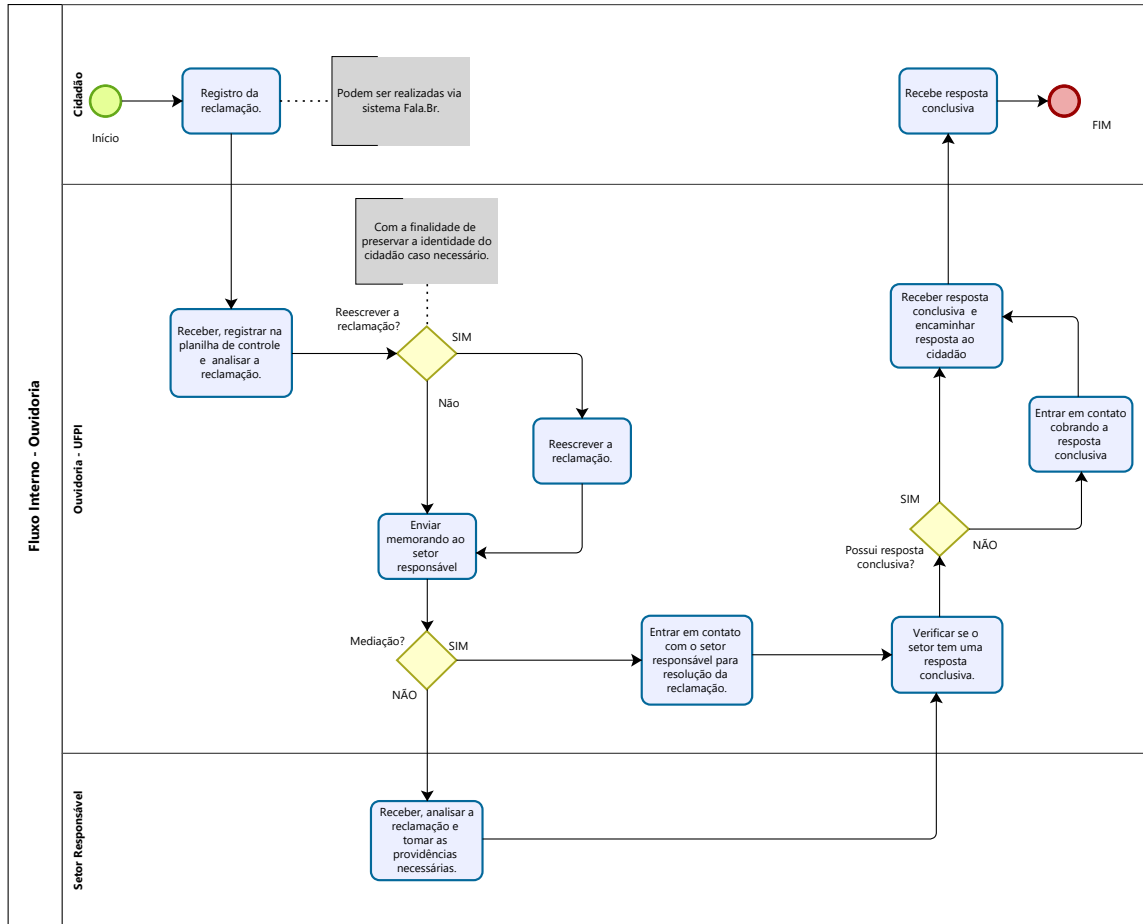 Fluxo Interno - Ouvidoria
Cidadão
Início
Registro da
reclamação.
Podem ser realizadas via
sistema Fala.Br.
Recebe resposta
conclusiva
FIM
Ouvidoria - UFPI
Com a finalidade de
preservar a identidade do
cidadão caso necessário.
Receber, registrar na
planilha de controle
e analisar a
reclamação.
Reescrever a
reclamação?
SIM
Não
Reescrever a
reclamação.
Enviar
memorando ao
setor
responsável
Mediação?
SIM
NÃO
Entrar em contato
com o setor
responsável para
resolução da
reclamação.
Verificar se o
setor tem uma
resposta
conclusiva.
Possui resposta
conclusiva?
SIM
NÃO
Entrar em contato
cobrando a
resposta
conclusiva
Receber resposta
conclusiva e
encaminhar
resposta ao
cidadão
Setor Responsável
Receber, analisar a
reclamação e
tomar as
providências
necessárias.